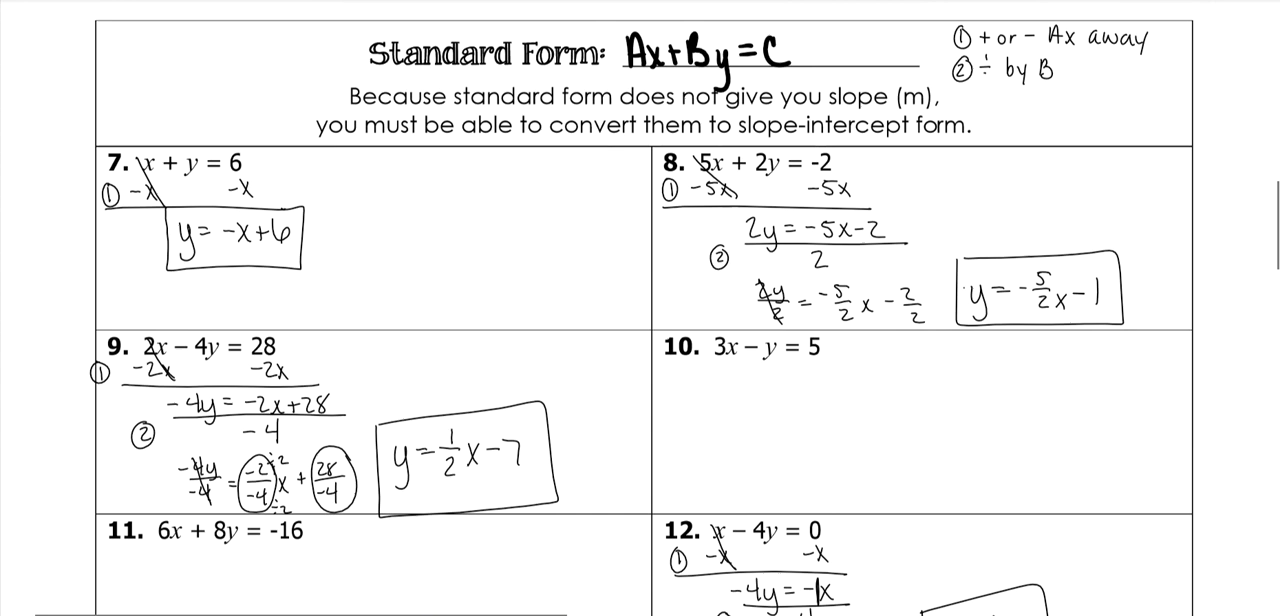 Standard Form: Ax+By=C
① + or - Ax away
② ÷ by B
Because standard form does not give you slope (m),
you must be able to convert them to slope-intercept form.
7. x + y = 6
① -x -x
y = -x+6
8. 5x + 2y = -2
① -5x -5x
2y = -5x-2
② 2
2y/2 = -5/2 x - 2/2
y = -5/2 x - 1
9. 2x – 4y = 28
① -2x -2x
-4y = -2x+28
② -4
-4y/-4 = -2÷2/-4÷2 x + 28/-4
y = 1/2 x - 7
10. 3x – y = 5
11. 6x + 8y = -16
12. x – 4y = 0
① -x -x
-4y = -1x